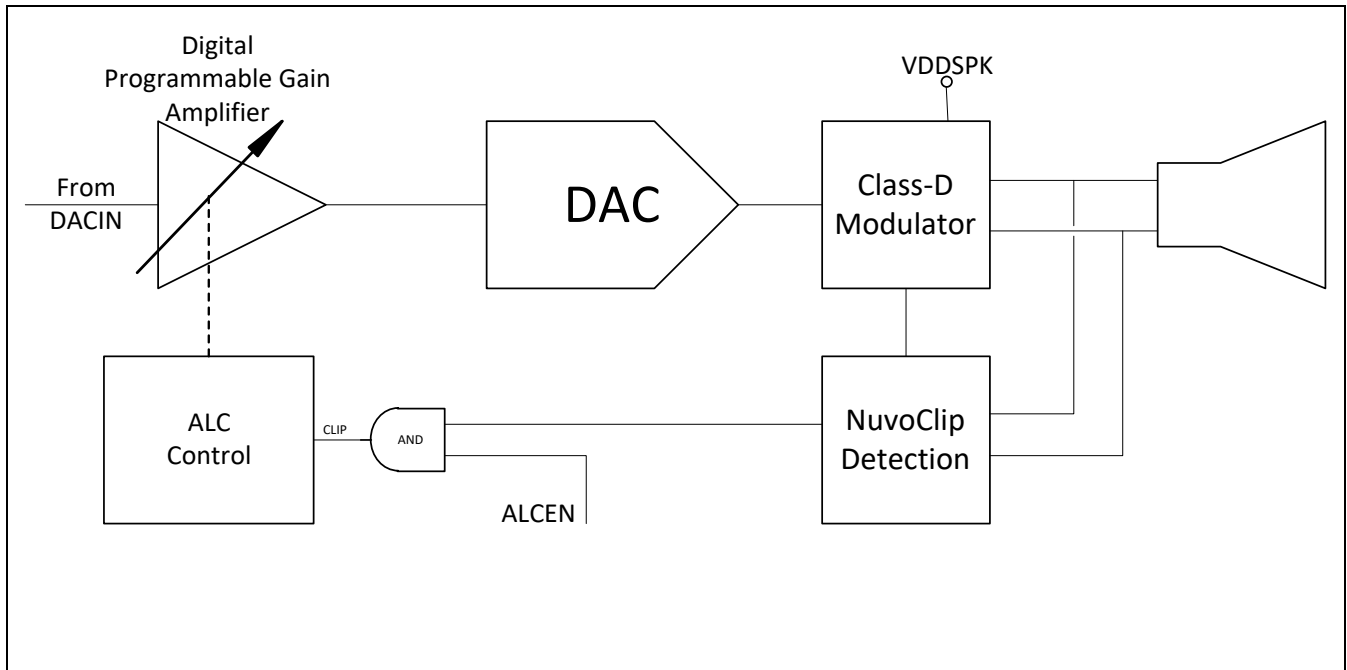 Digital
Programmable Gain
Amplifier
VDDSPK
From
DACIN
DAC
Class-D
Modulator
ALC
Control
CLIP
AND
NuvoClip
Detection
ALCEN